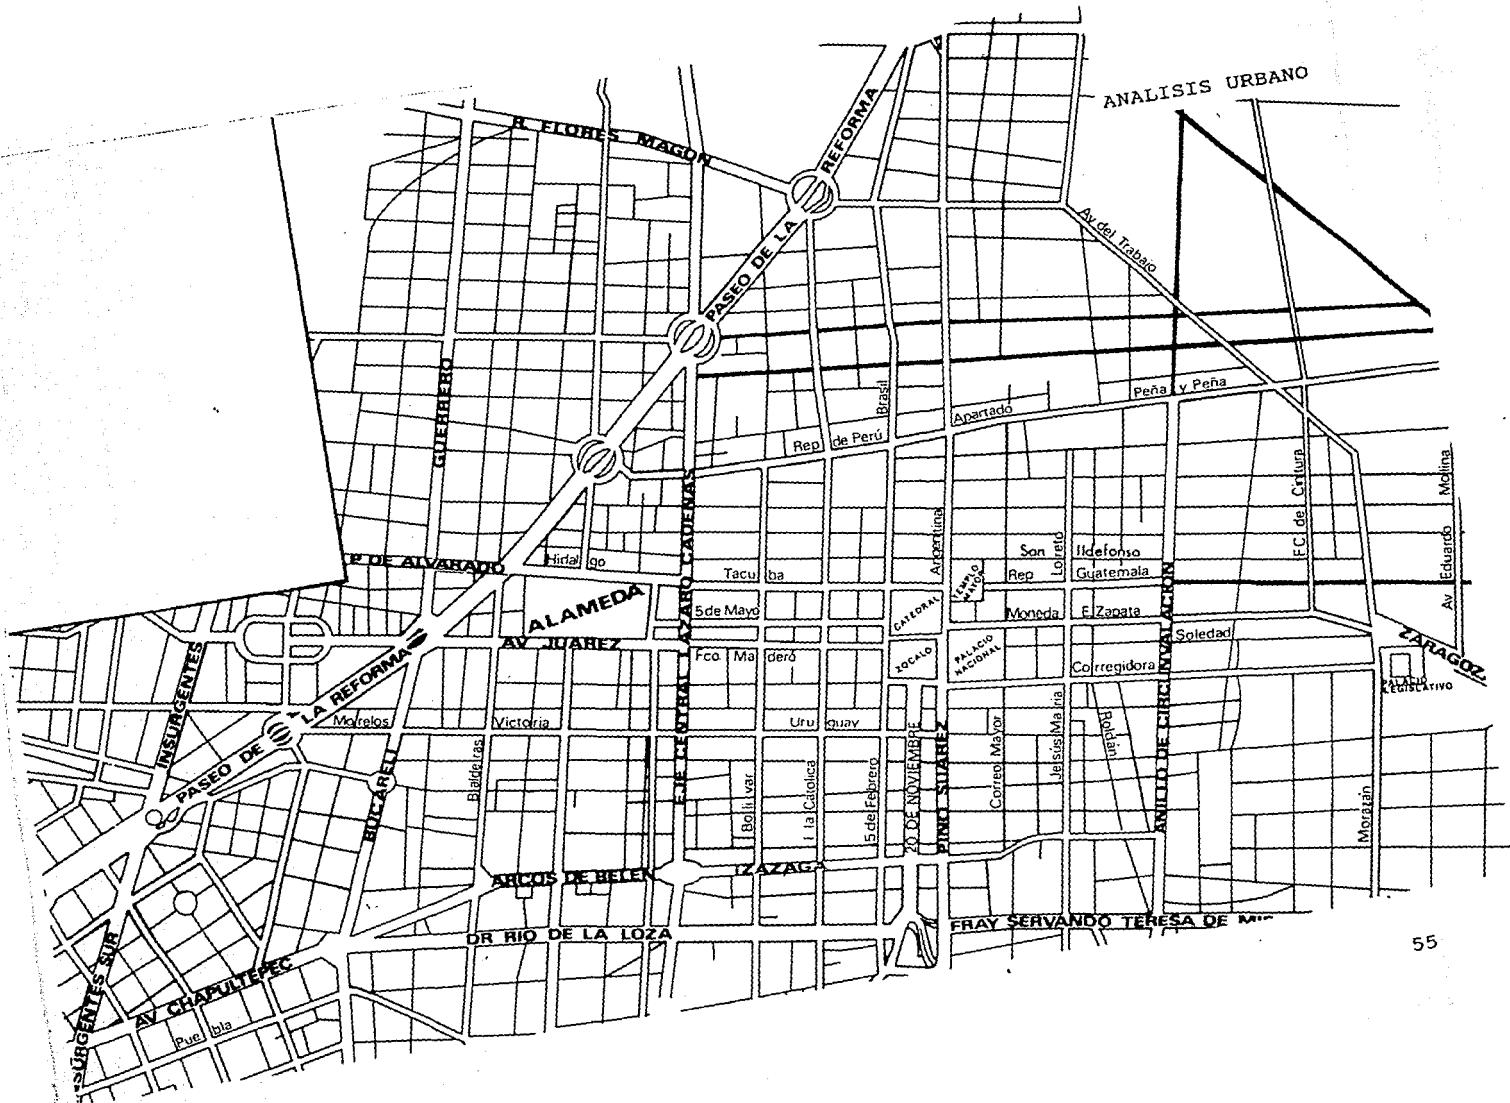 ANALISIS URBANO
R. FLORES MAGON
REFORMA
PASEO DE LA
Av del Trabajo
GUERRERO
Brasil
Peña y Peña
Apartado
Rep de Perú
F.C. de Cintura
Av Eduardo Molina
Argentina
Loreto
San Ildefonso
P DE ALVARADO
Hidalgo
Tacuba
Rep Guatemala
TEMPLO MAYOR
ALAMEDA
5 de Mayo
CATEDRAL
Moneda
E. Zapata
AV JUAREZ
Fco. Madero
ZOCALO
PALACIO NACIONAL
Soledad
Corregidora
ZARAGOZ
PALACIO LEGISLATIVO
EJE CENTRAL LAZARO CADENAS
ANILLO DE CIRCUNVALACION
INSURGENTES
PASEO DE LA REFORMA
Morelos
Victoria
Uruguay
BUCARELI
Balderas
Bolivar
I la Catolica
5 de Febrero
20 DE NOVIEMBRE
PINO SUAREZ
Correo Mayor
Jesús Maria
Roldán
Morazán
ARCOS DE BELEN
IZAZAGA
DR RIO DE LA LOZA
FRAY SERVANDO TERESA DE MI
INSURGENTES SUR
AV CHAPULTEPEC
Puebla
55